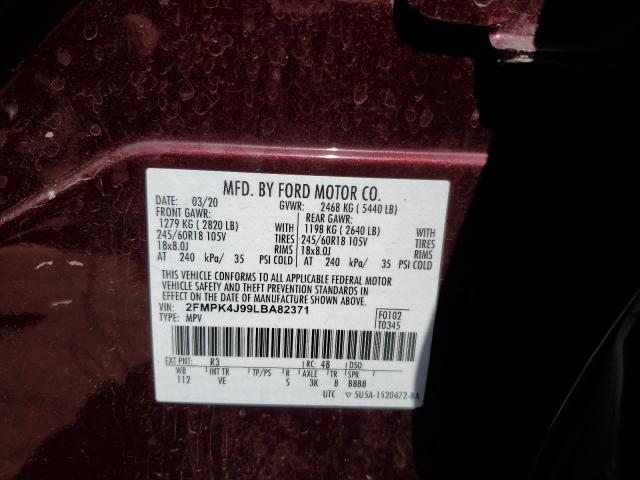 MFD. BY FORD MOTOR CO.
DATE: 03/20 GVWR: 2468 KG ( 5440 LB)
FRONT GAWR: REAR GAWR:
1279 KG ( 2820 LB) WITH 1198 KG ( 2640 LB) WITH
245/60R18 105V TIRES 245/60R18 105V TIRES
18x8.0J RIMS 18x8.0J RIMS
AT 240 kPa/ 35 PSI COLD AT 240 kPa/ 35 PSI COLD
THIS VEHICLE CONFORMS TO ALL APPLICABLE FEDERAL MOTOR
VEHICLE SAFETY AND THEFT PREVENTION STANDARDS IN
EFFECT ON THE DATE OF MANUFACTURE SHOWN ABOVE.
VIN: 2FMPK4J99LBA82371 F0102
TYPE: MPV T0345
EXT PNT: R3 RC: 48 DSO:
WB INT TR TP/PS R AXLE TR SPR
112 VE 5 3K 8 BBBB
UTC ▽ 5U5A-1520472-BA